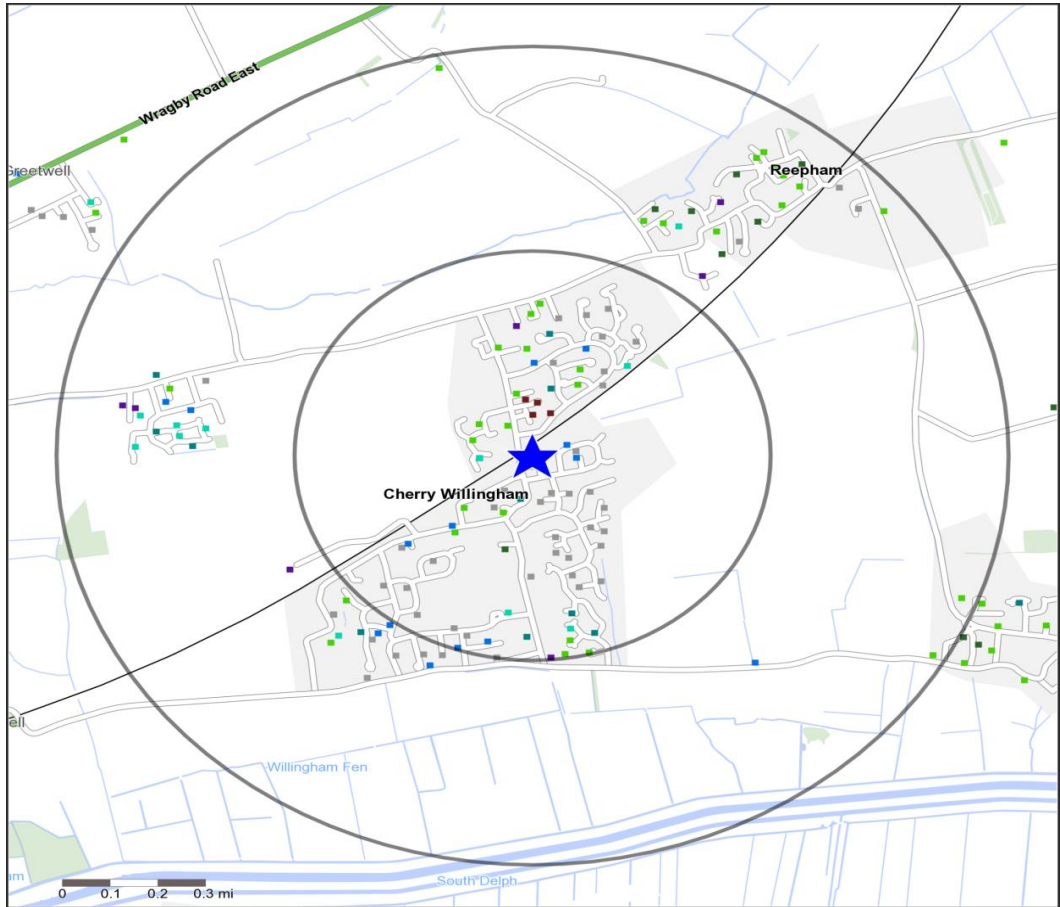 Wragby Road East
Greetwell
Reepham
Cherry Willingham
ell
Willingham Fen
am
South Delph
0 0.1 0.2 0.3 mi